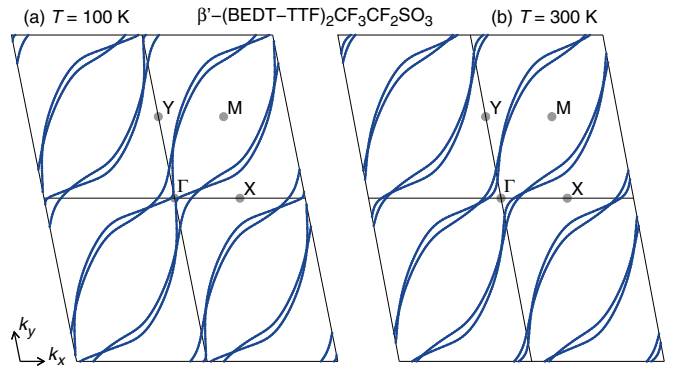 (a) T = 100 K
β'–(BEDT–TTF)2CF3CF2SO3
(b) T = 300 K
Y
M
Y
M
Γ
X
Γ
X
ky
kx